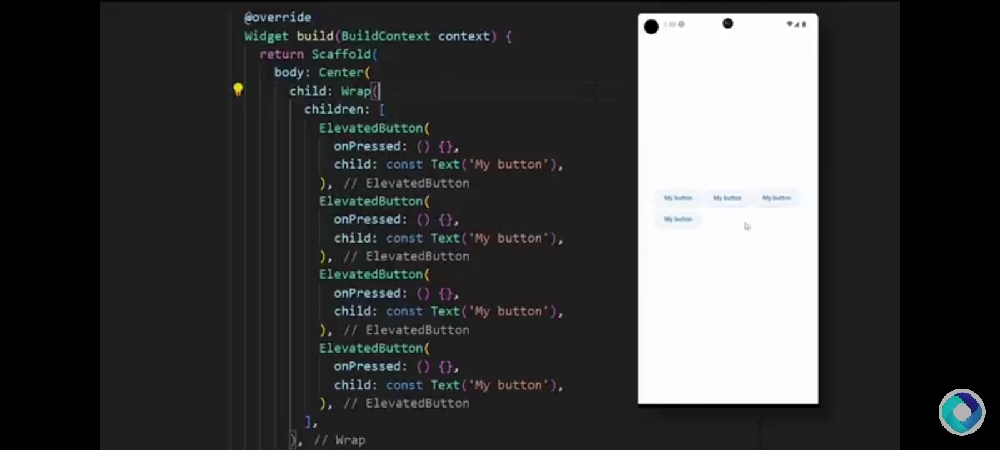 @override
Widget build(BuildContext context) {
return Scaffold(
body: Center(
child: Wrap(
children: [
ElevatedButton(
onPressed: () {},
child: const Text('My button'),
), // ElevatedButton
ElevatedButton(
onPressed: () {},
child: const Text('My button'),
), // ElevatedButton
ElevatedButton(
onPressed: () {},
child: const Text('My button'),
), // ElevatedButton
ElevatedButton(
onPressed: () {},
child: const Text('My button'),
), // ElevatedButton
],
), // Wrap
My button My button My button
My button